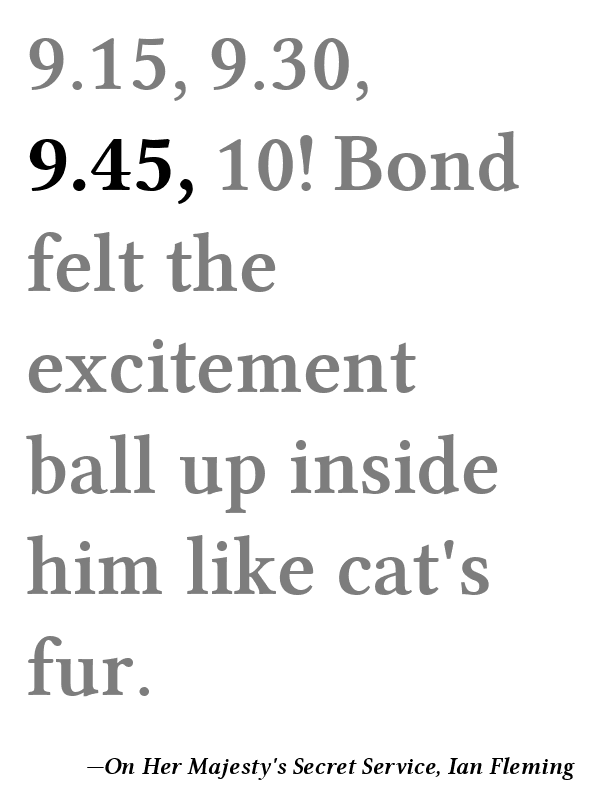 9.15, 9.30,
9.45, 10! Bond
felt the
excitement
ball up inside
him like cat's
fur.
—On Her Majesty's Secret Service, Ian Fleming